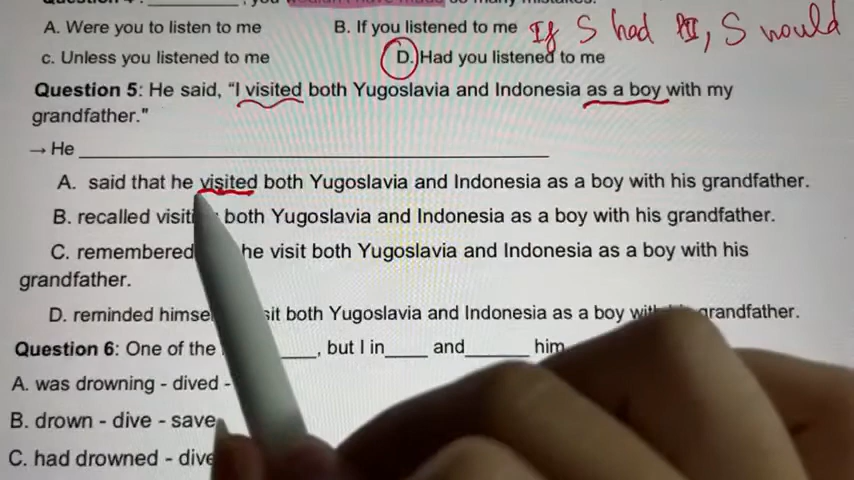 A. Were you to listen to me B. If you listened to me If S had PII, S would
c. Unless you listened to me D. Had you listened to me
Question 5: He said, "I visited both Yugoslavia and Indonesia as a boy with my
grandfather."
→ He
A. said that he visited both Yugoslavia and Indonesia as a boy with his grandfather.
B. recalled both Yugoslavia and Indonesia as a boy with his grandfather.
C. remembered he visit both Yugoslavia and Indonesia as a boy with his
grandfather.
D. reminded both Yugoslavia and Indonesia as a boy grandfather.
Question 6: One of the ____, but I in____ and______ him
A. was drowning - dived -
B. drown - dive - save
C. had drowned - dive